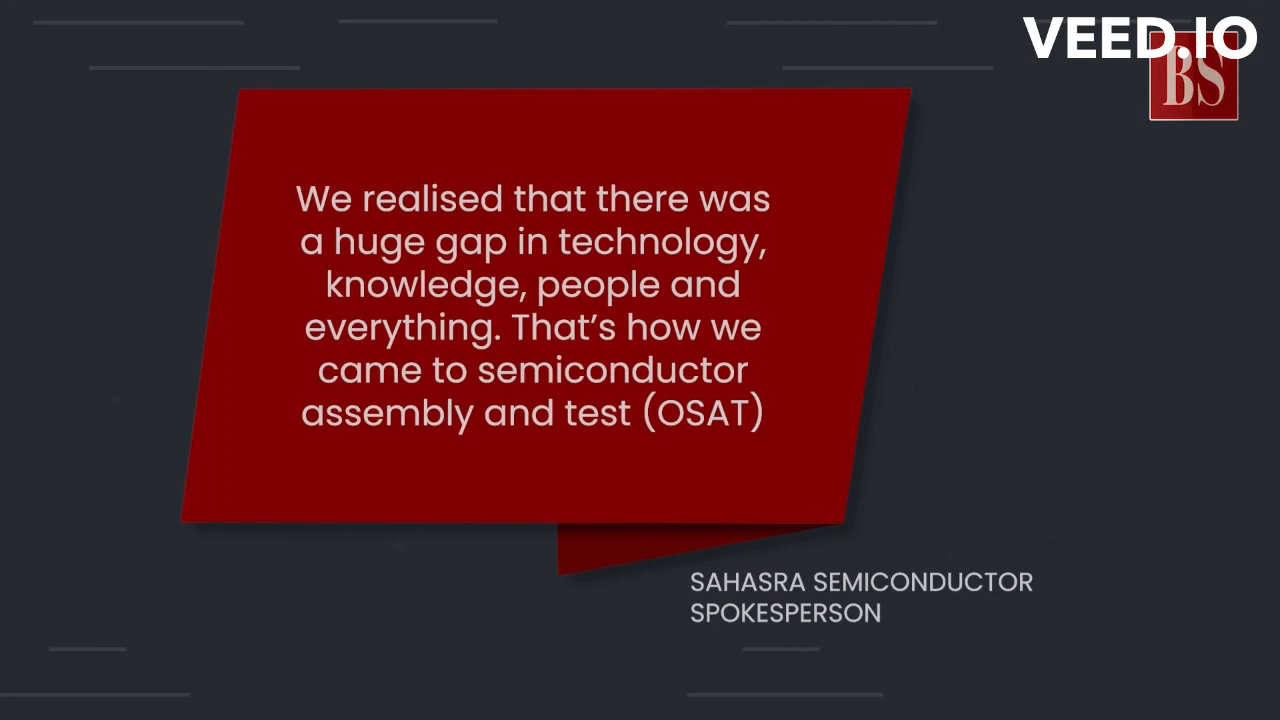 VEED.IO
BS
We realised that there was
a huge gap in technology,
knowledge, people and
everything. That’s how we
came to semiconductor
assembly and test (OSAT)
SAHASRA SEMICONDUCTOR
SPOKESPERSON